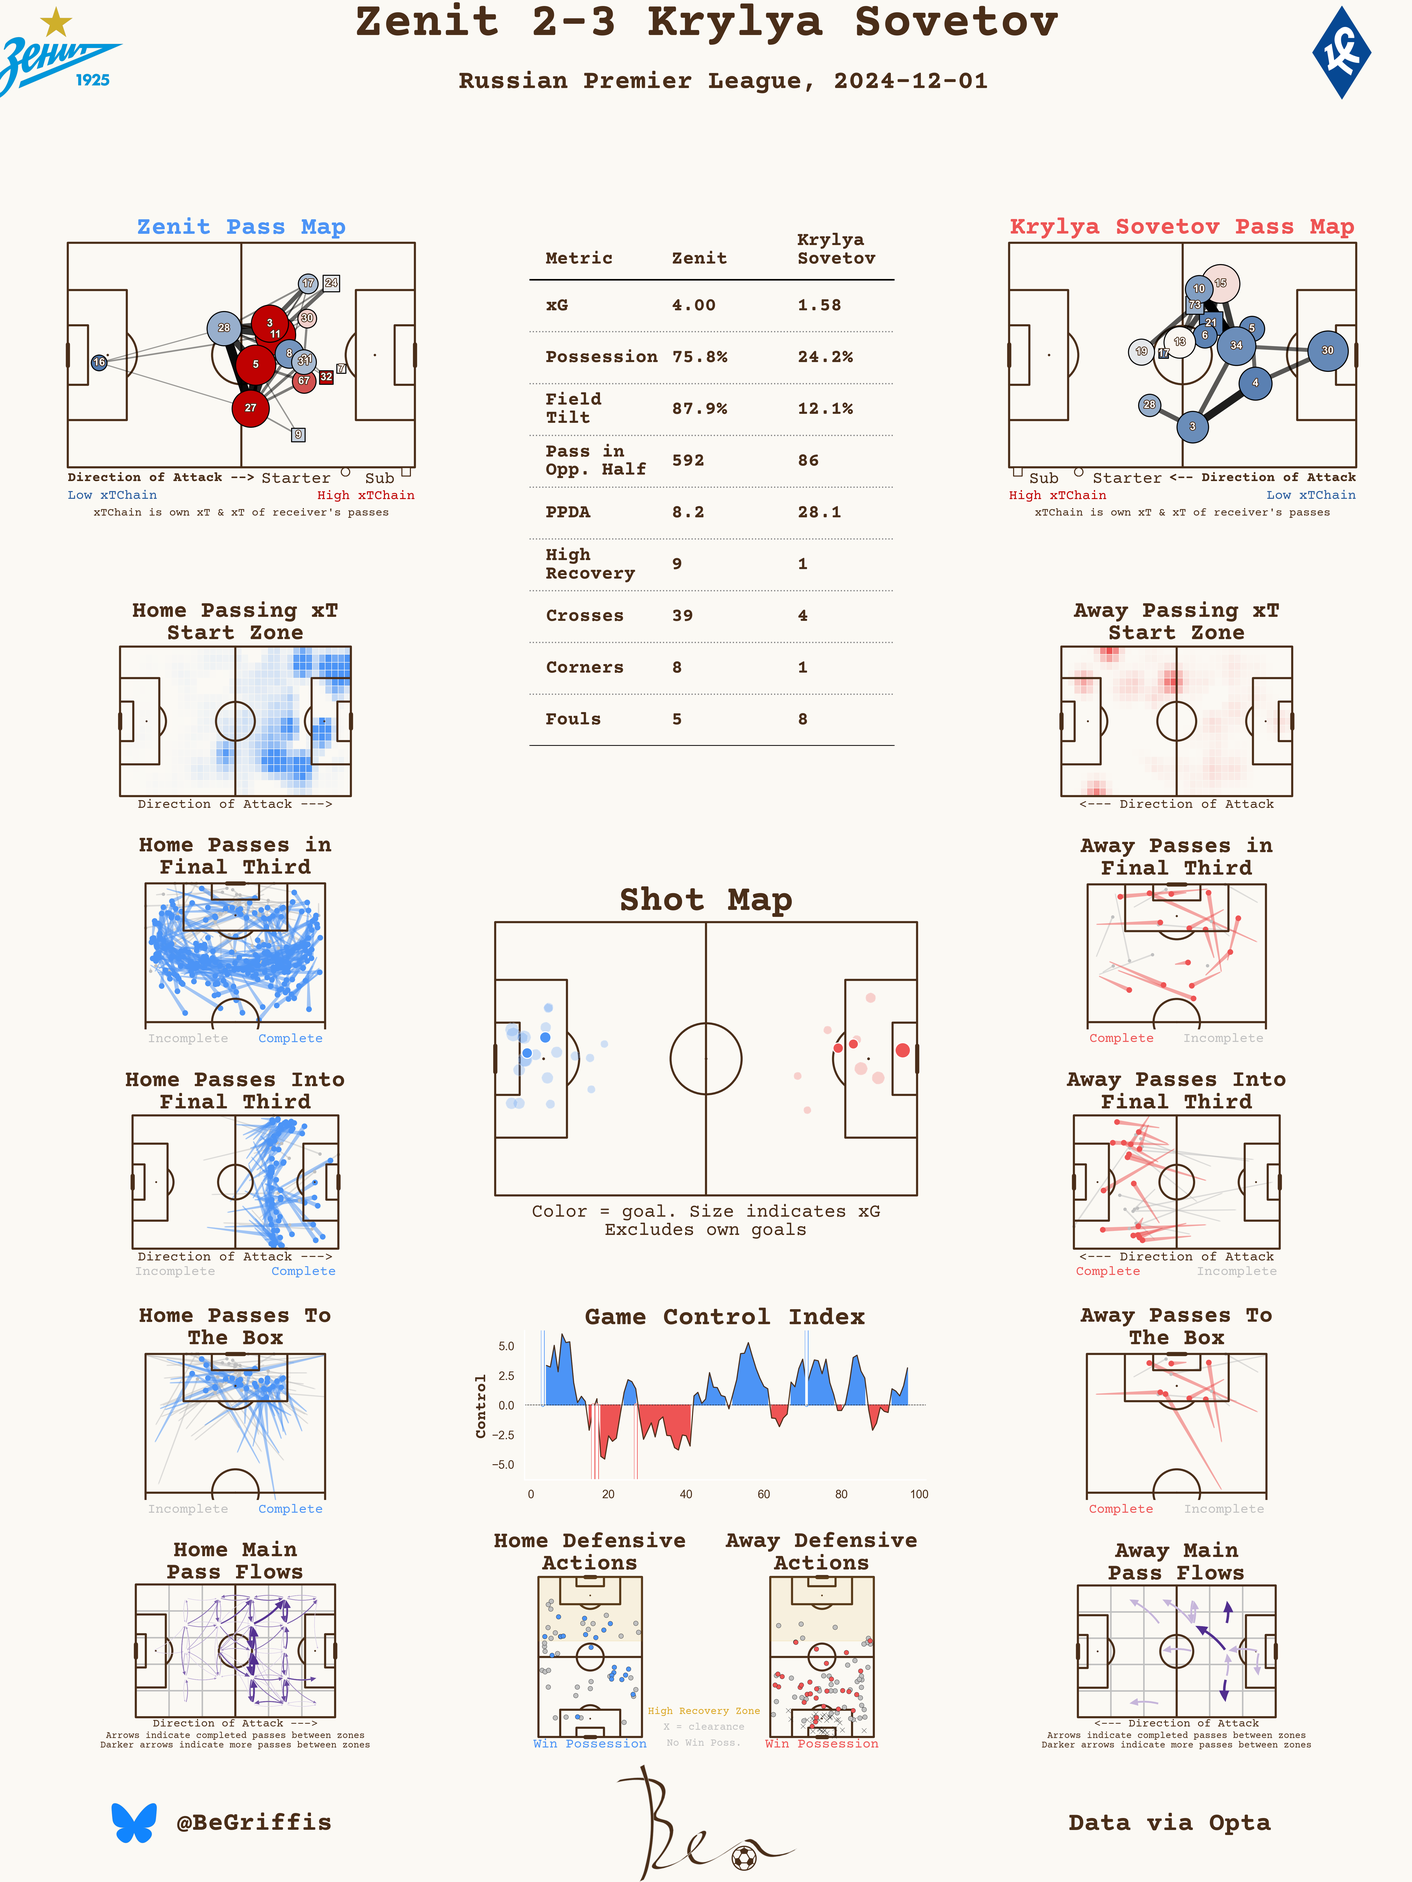 Zenit 2-3 Krylya Sovetov
Russian Premier League, 2024-12-01
Зенит
1925
Zenit Pass Map
17
24
30
28
3
11
8
31
16
5
7
32
67
27
9
Direction of Attack --> Starter Sub
Low xTChain High xTChain
xTChain is own xT & xT of receiver's passes
Metric Zenit Krylya
Sovetov
xG 4.00 1.58
Possession 75.8% 24.2%
Field
Tilt 87.9% 12.1%
Pass in
Opp. Half 592 86
PPDA 8.2 28.1
High
Recovery 9 1
Crosses 39 4
Corners 8 1
Fouls 5 8
Krylya Sovetov Pass Map
15
10
73
21
5
6
13
34
19
17
30
4
28
3
Sub Starter <-- Direction of Attack
High xTChain Low xTChain
xTChain is own xT & xT of receiver's passes
Home Passing xT
Start Zone
Direction of Attack --->
Away Passing xT
Start Zone
<--- Direction of Attack
Home Passes in
Final Third
Incomplete Complete
Away Passes in
Final Third
Complete Incomplete
Shot Map
Color = goal. Size indicates xG
Excludes own goals
Home Passes Into
Final Third
Direction of Attack --->
Incomplete Complete
Away Passes Into
Final Third
<--- Direction of Attack
Complete Incomplete
Home Passes To
The Box
Incomplete Complete
Game Control Index
Control
5.0
2.5
0.0
−2.5
−5.0
0 20 40 60 80 100
Away Passes To
The Box
Complete Incomplete
Home Main
Pass Flows
Direction of Attack --->
Arrows indicate completed passes between zones
Darker arrows indicate more passes between zones
Home Defensive
Actions
Win Possession
High Recovery Zone
X = clearance
No Win Poss.
Away Defensive
Actions
Win Possession
Away Main
Pass Flows
<--- Direction of Attack
Arrows indicate completed passes between zones
Darker arrows indicate more passes between zones
@BeGriffis
Ben
Data via Opta